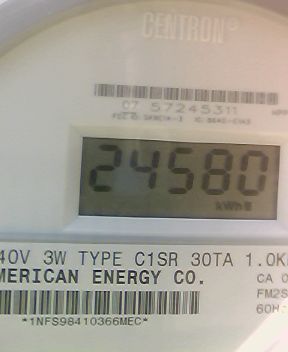 CENTRON®
07 57245311
24580
kWh
40V 3W TYPE C1SR 30TA 1.0K
MERICAN ENERGY CO.
CA 0
FM2S
60H
*1NFS98410366MEC*